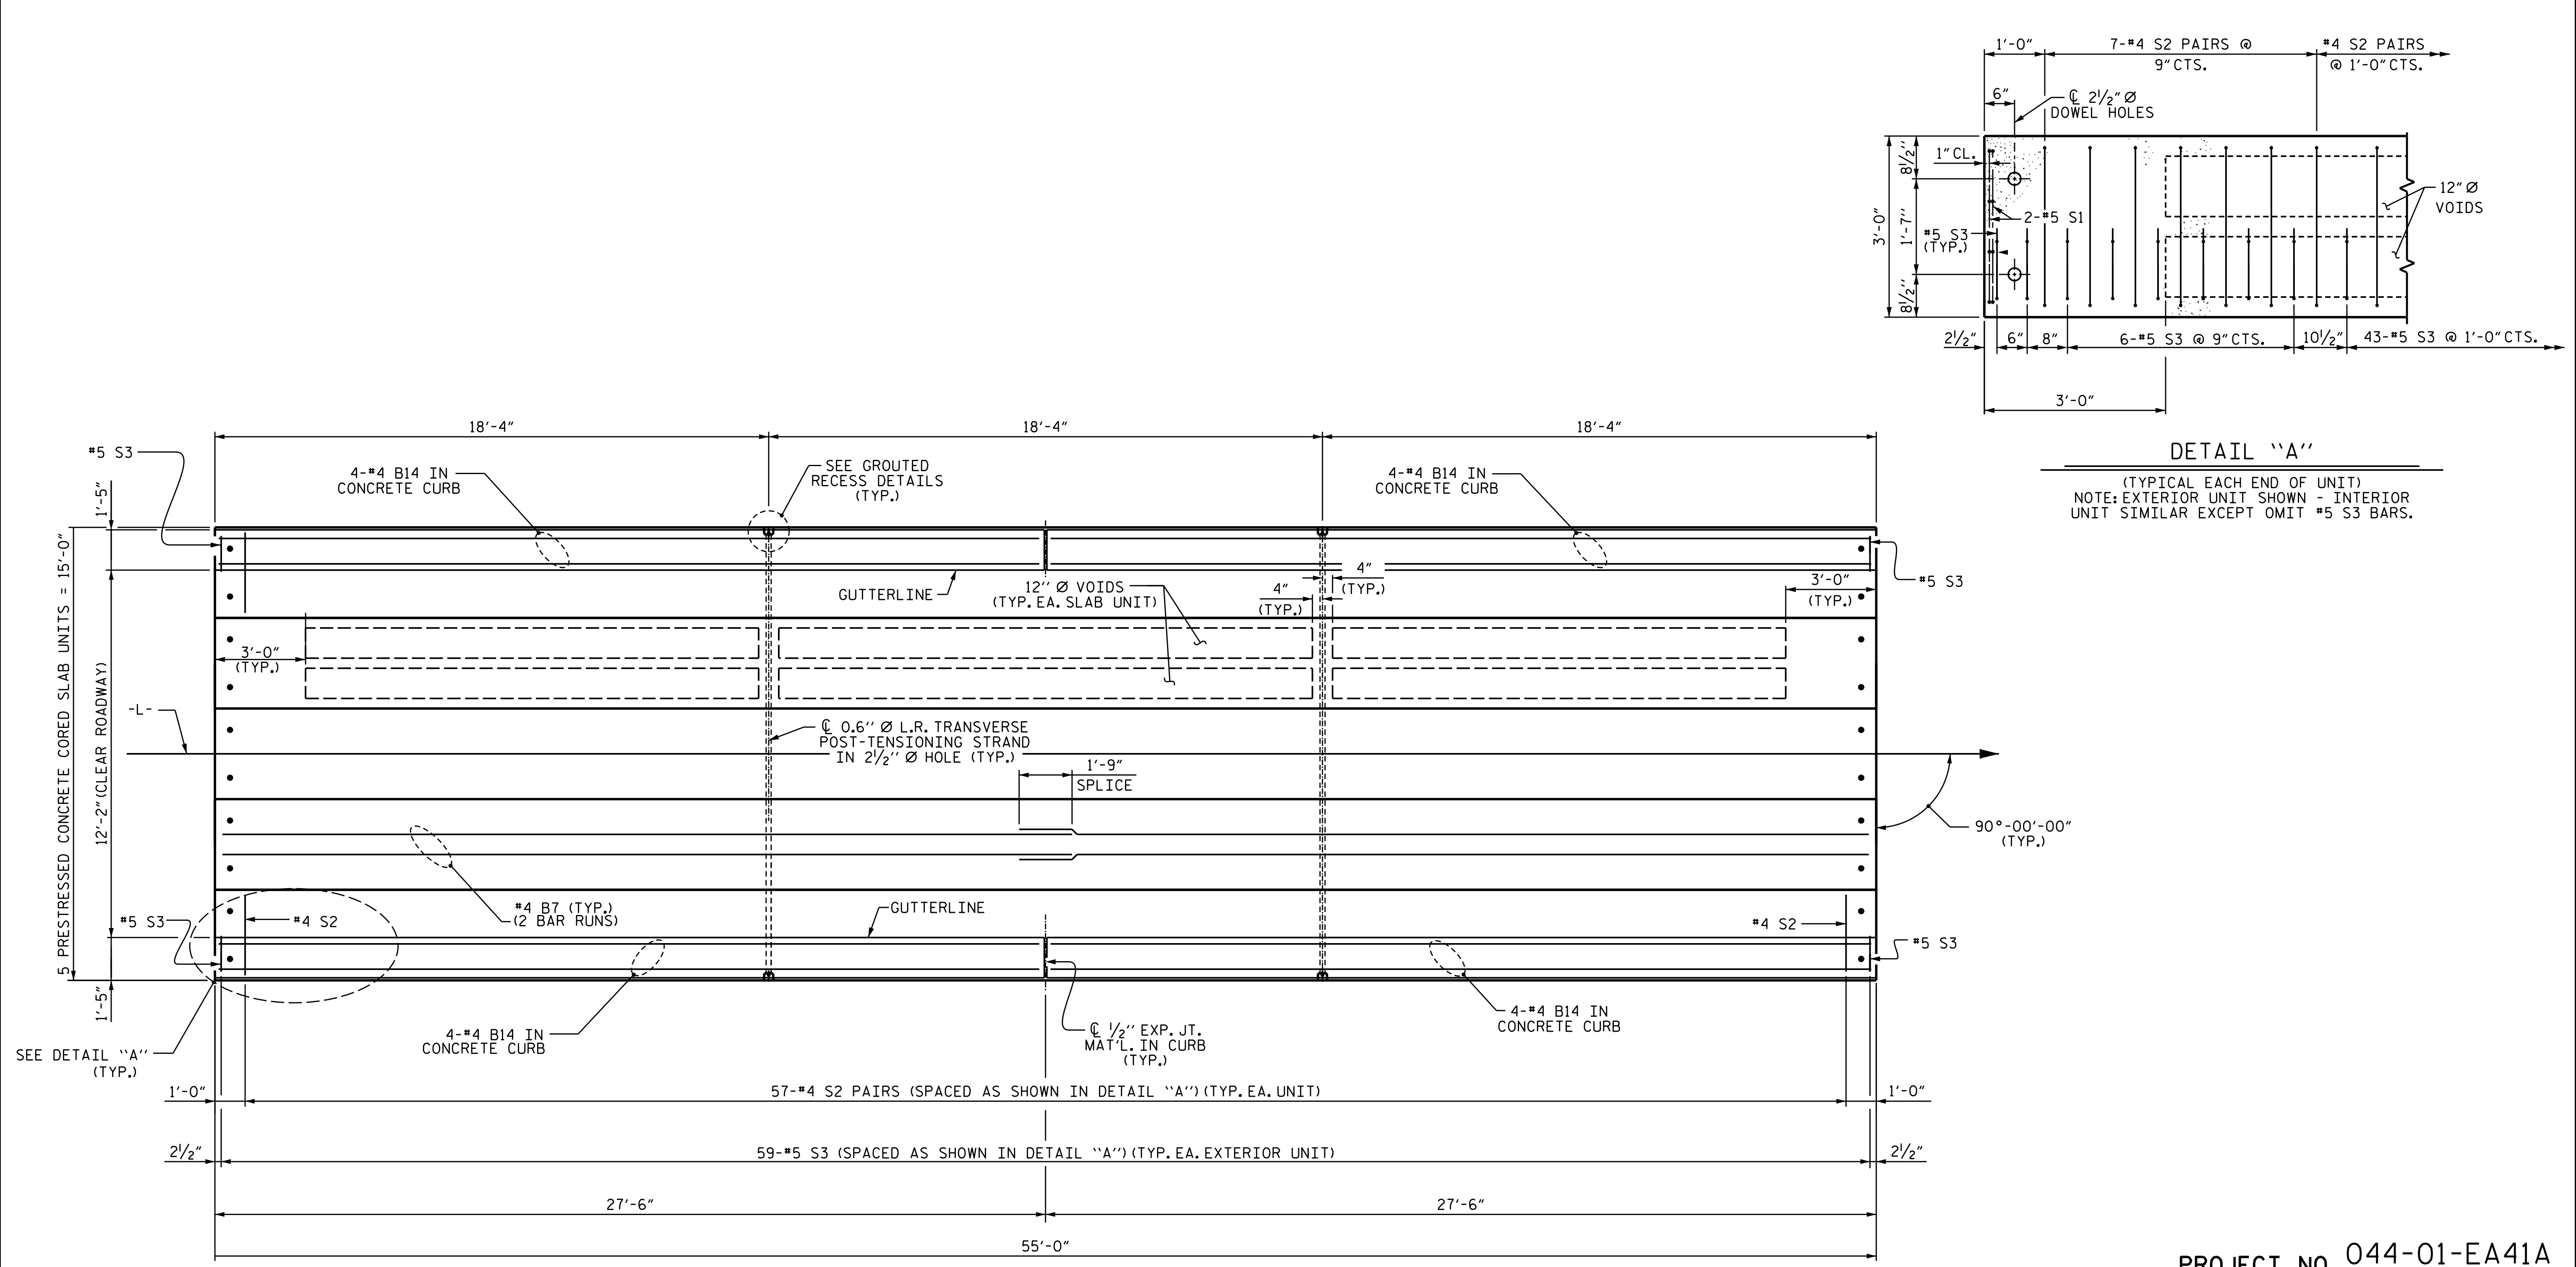 1'-0"
7-#4 S2 PAIRS @
9" CTS.
#4 S2 PAIRS
@ 1'-0" CTS.
6"
℄ 2½" Ø
DOWEL HOLES
1" CL.
8½"
3'-0"
1'-7"
8½"
2-#5 S1
#5 S3
(TYP.)
12" Ø
VOIDS
2½"
6"
8"
6-#5 S3 @ 9" CTS.
10½"
43-#5 S3 @ 1'-0" CTS.
3'-0"
DETAIL "A"
(TYPICAL EACH END OF UNIT)
NOTE: EXTERIOR UNIT SHOWN - INTERIOR
UNIT SIMILAR EXCEPT OMIT #5 S3 BARS.
18'-4"
18'-4"
18'-4"
#5 S3
4-#4 B14 IN
CONCRETE CURB
SEE GROUTED
RECESS DETAILS
(TYP.)
4-#4 B14 IN
CONCRETE CURB
1'-5"
5 PRESTRESSED CONCRETE CORED SLAB UNITS = 15'-0"
12'-2" (CLEAR ROADWAY)
1'-5"
GUTTERLINE
12" Ø VOIDS
(TYP. EA. SLAB UNIT)
4"
(TYP.)
4"
(TYP.)
3'-0"
(TYP.)
#5 S3
3'-0"
(TYP.)
-L-
℄ 0.6" Ø L.R. TRANSVERSE
POST-TENSIONING STRAND
IN 2½" Ø HOLE (TYP.)
1'-9"
SPLICE
90°-00'-00"
(TYP.)
#5 S3
#4 S2
#4 B7 (TYP.)
(2 BAR RUNS)
GUTTERLINE
#4 S2
#5 S3
SEE DETAIL "A"
(TYP.)
4-#4 B14 IN
CONCRETE CURB
℄ ½" EXP. JT.
MAT'L. IN CURB
(TYP.)
4-#4 B14 IN
CONCRETE CURB
1'-0"
57-#4 S2 PAIRS (SPACED AS SHOWN IN DETAIL "A") (TYP. EA. UNIT)
1'-0"
2½"
59-#5 S3 (SPACED AS SHOWN IN DETAIL "A") (TYP. EA. EXTERIOR UNIT)
2½"
27'-6"
27'-6"
55'-0"
PROJECT NO. 044-01-EA41A